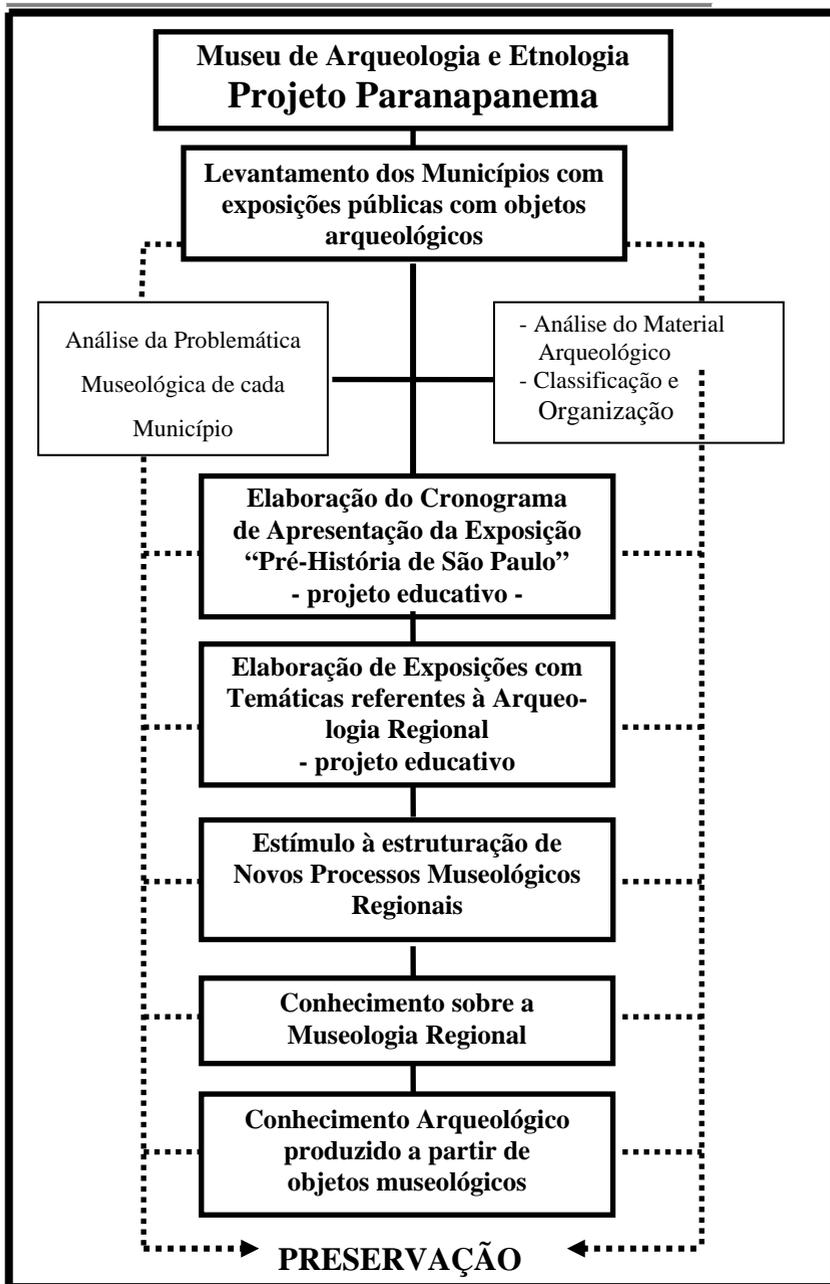 Museu de Arqueologia e Etnologia
Projeto Paranapanema
Levantamento dos Municípios com
exposições públicas com objetos
arqueológicos
Análise da Problemática
Museológica de cada
Município
- Análise do Material
Arqueológico
- Classificação e
Organização
Elaboração do Cronograma
de Apresentação da Exposição
“Pré-História de São Paulo”
- projeto educativo -
Elaboração de Exposições com
Temáticas referentes à Arqueo-
logia Regional
- projeto educativo
Estímulo à estruturação de
Novos Processos Museológicos
Regionais
Conhecimento sobre a
Museologia Regional
Conhecimento Arqueológico
produzido a partir de
objetos museológicos
PRESERVAÇÃO